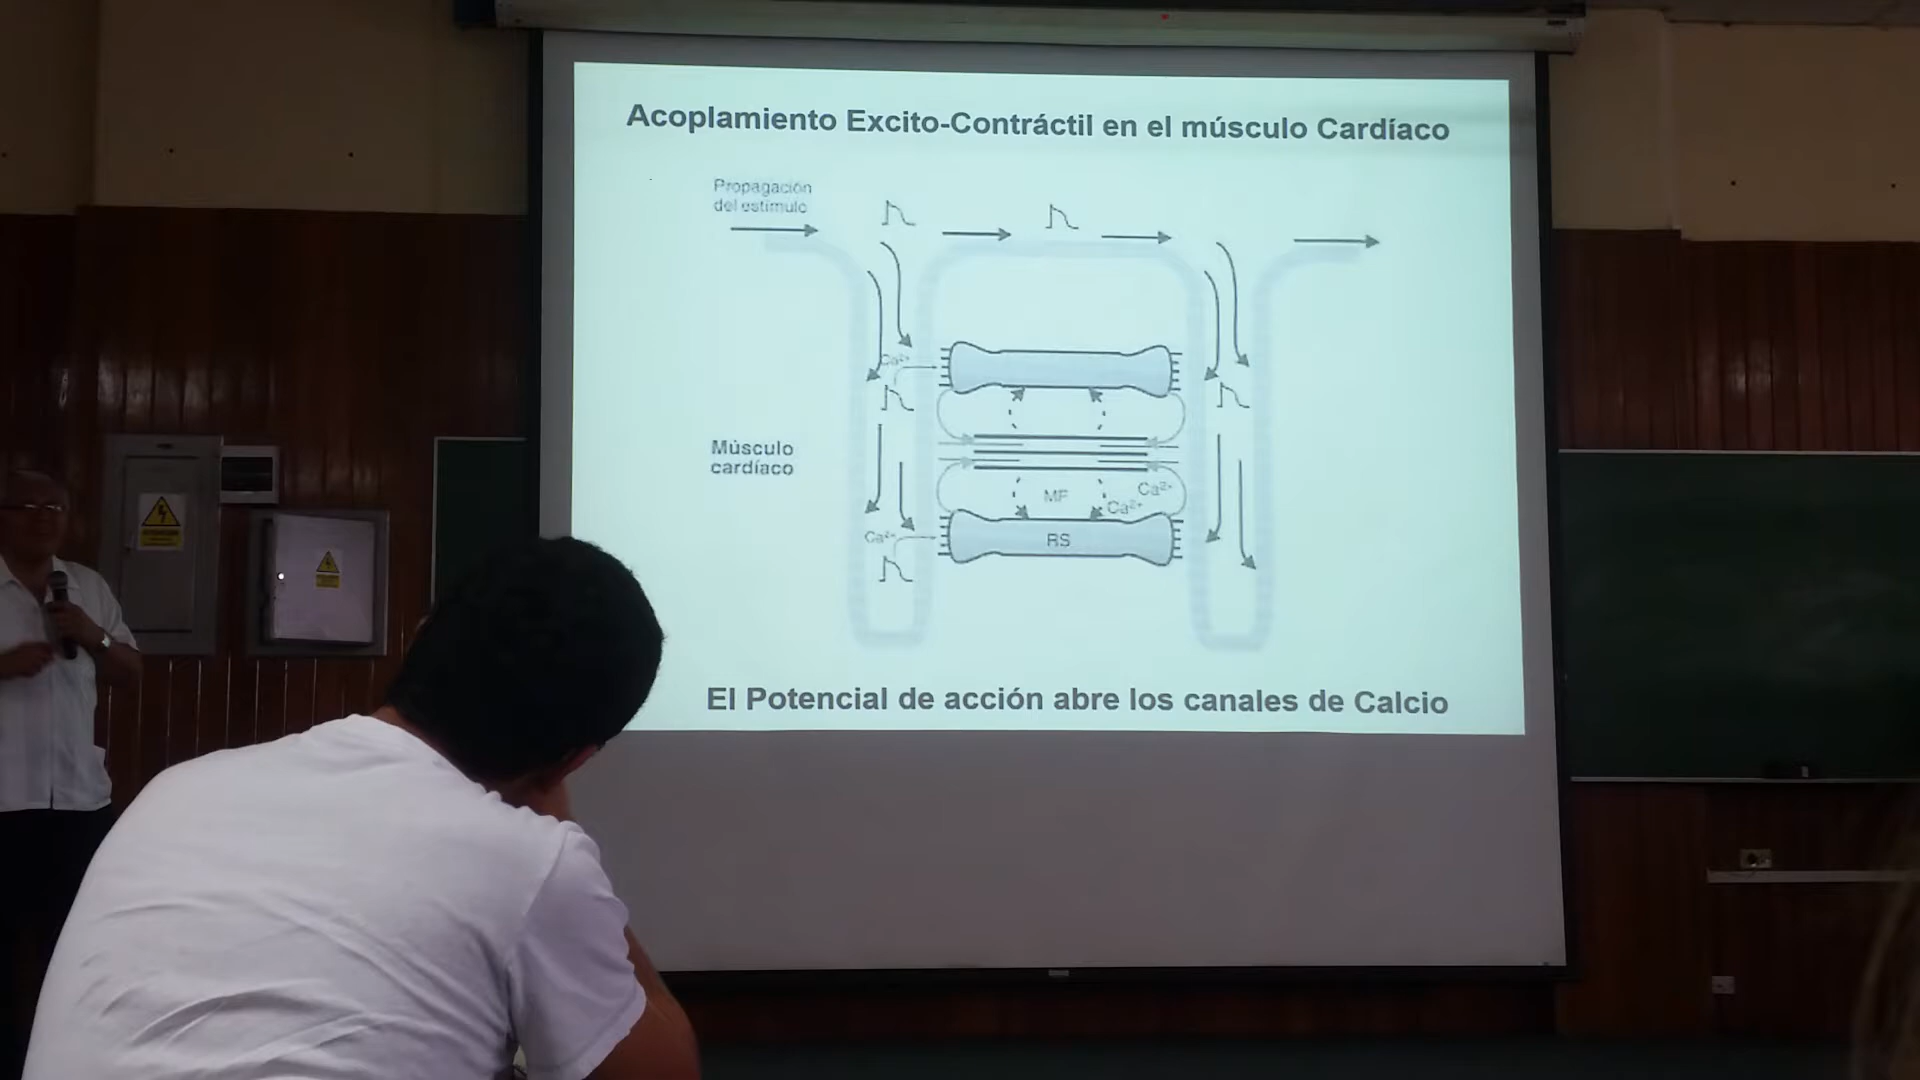 Acoplamiento Excito-Contráctil en el músculo Cardíaco
Propagación
del estímulo
Ca²⁺
Músculo
cardíaco
Ca²⁺
MF
Ca²⁺
Ca²⁺
RS
El Potencial de acción abre los canales de Calcio